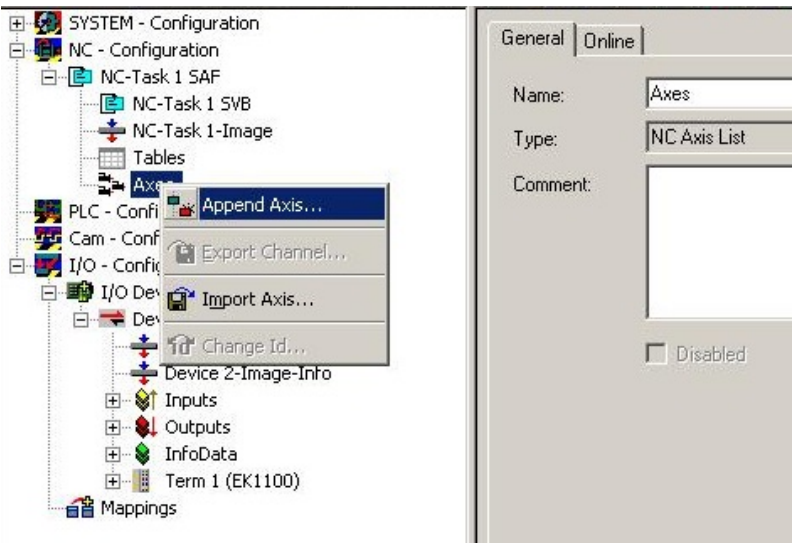 SYSTEM - Configuration
NC - Configuration
NC-Task 1 SAF
NC-Task 1 SVB
NC-Task 1-Image
Tables
Axes
PLC - Confi
Cam - Conf
I/O - Config
I/O Dev
Dev
Device 2-Image-Info
Inputs
Outputs
InfoData
Term 1 (EK1100)
Mappings
Append Axis...
Export Channel...
Import Axis...
Change Id...
General
Online
Name:
Axes
Type:
NC Axis List
Comment:
Disabled